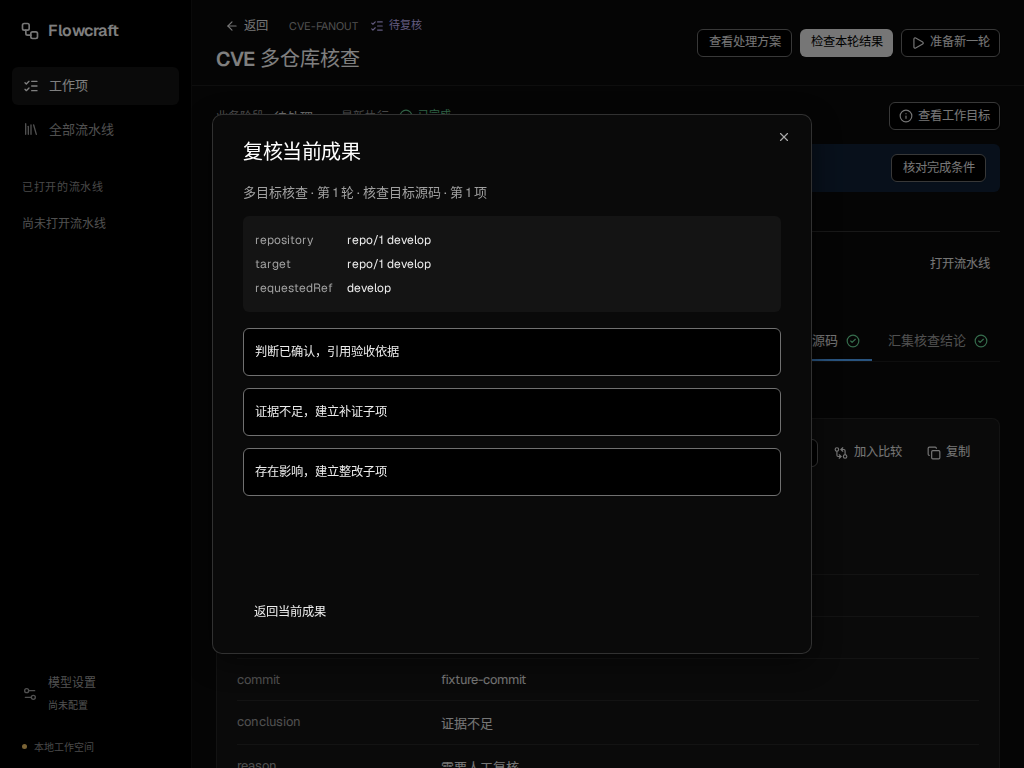 Flowcraft
工作项
全部流水线
已打开的流水线
尚未打开流水线
模型设置
尚未配置
本地工作空间
返回 CVE-FANOUT 待复核
CVE 多仓库核查
查看处理方案 检查本轮结果 准备新一轮
查看工作目标
核对完成条件
打开流水线
源码 汇集核查结论
加入比较 复制
复核当前成果
多目标核查 · 第 1 轮 · 核查目标源码 · 第 1 项
repository repo/1 develop
target repo/1 develop
requestedRef develop
判断已确认，引用验收依据
证据不足，建立补证子项
存在影响，建立整改子项
返回当前成果
commit fixture-commit
conclusion 证据不足
reason 需要人工复核